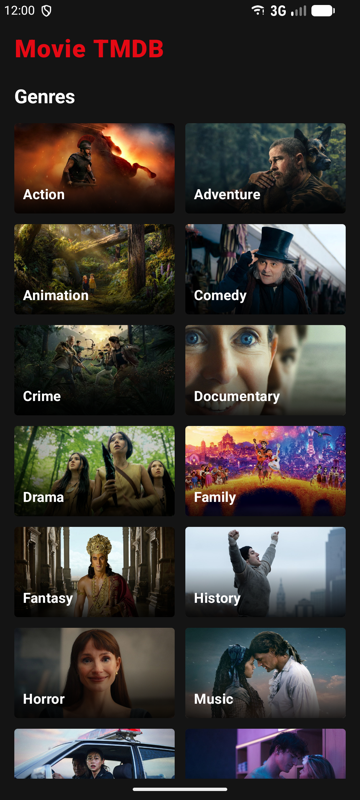 12:00 3G
Movie TMDB
Genres
Action Adventure
Animation Comedy
Crime Documentary
Drama Family
Fantasy History
Horror Music